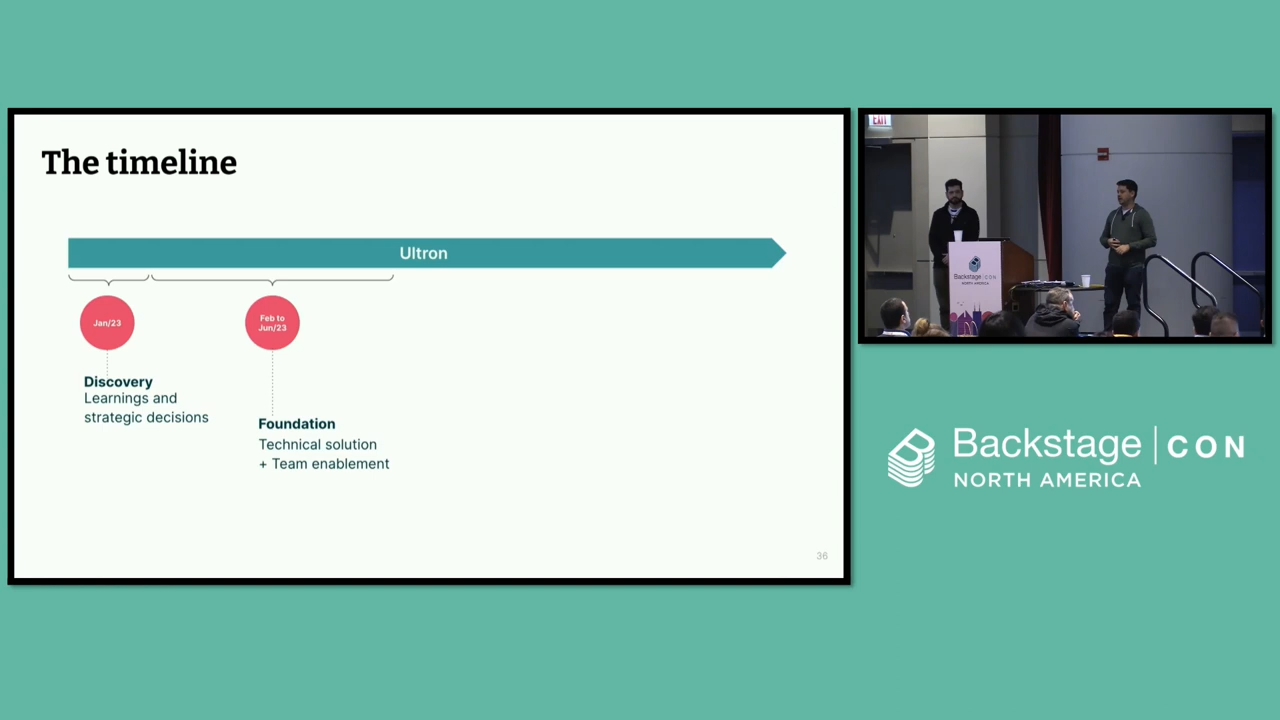 The timeline
Ultron
Jan/23
Feb to
Jun/23
Discovery
Learnings and
strategic decisions
Foundation
Technical solution
+ Team enablement
36
EXIT
Backstage CON
NORTH AMERICA
Backstage CON
NORTH AMERICA